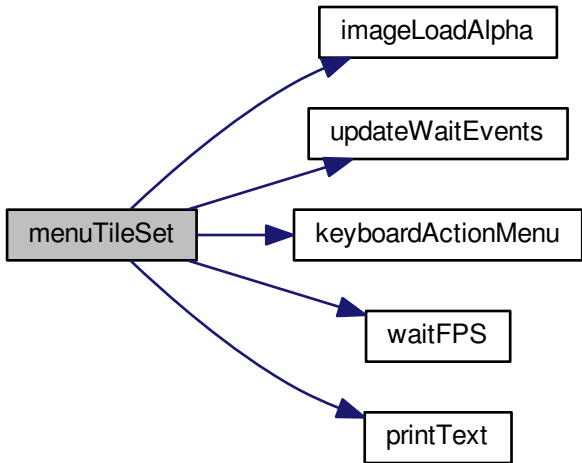 imageLoadAlpha
updateWaitEvents
menuTileSet
keyboardActionMenu
waitFPS
printText